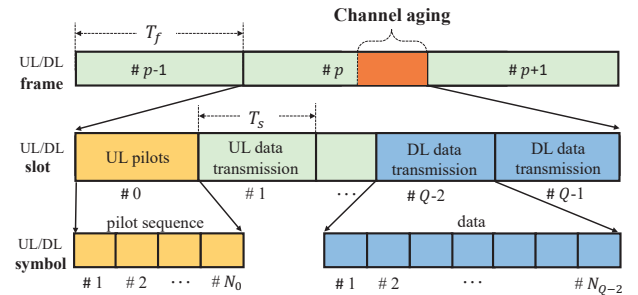 Channel aging
T_f
UL/DL
frame
# p-1
# p
# p+1
T_s
UL/DL
slot
UL pilots
UL data
transmission
DL data
transmission
DL data
transmission
# 0
# 1
...
# Q-2
# Q-1
pilot sequence
data
UL/DL
symbol
# 1
# 2
...
# N_0
# 1
# 2
...
# N_{Q-2}